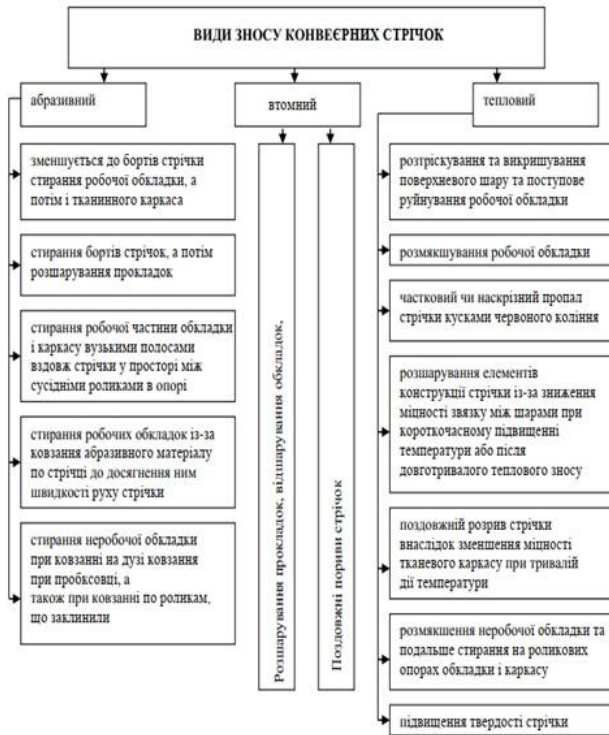 ВИДИ ЗНОСУ КОНВЕЄРНИХ СТРІЧОК
абразивний
зменшується до бортів стрічки
стирання робочої обкладки, а
потім і тканинного каркаса
стирання бортів стрічок, а потім
розшарування прокладок
стирання робочої частини обкладки
і каркасу вузькими полосами
вздовж стрічки у просторі між
сусідніми роликами в опорі
стирання робочих обкладок із-за
ковзання абразивного матеріалу
по стрічці до досягнення ним
швидкості руху стрічки
стирання неробочої обкладки
при ковзанні на дузі ковзання
при пробксовці, а
також при ковзанні по роликам,
що заклинили
втомний
Розшарування прокладок, відшарування обкладок,
Поздовжні пориви стрічок
тепловий
розтріскування та викришування
поверхневого шару та поступове
руйнування робочої обкладки
розмякшування робочої обкладки
частковий чи наскрізний пропал
стрічки кусками червоного коління
розшарування елементів
конструкції стрічки із-за зниження
міцності звязку між шарами при
короткочасному підвищенні
температури або після
довготривалого теплового зносу
поздовжній розрив стрічки
внаслідок зменшення міцності
тканевого каркасу при тривалій
дії температури
розмякшення неробочої обкладки та
подальше стирання на роликових
опорах обкладки і каркасу
підвищення твердості стрічки